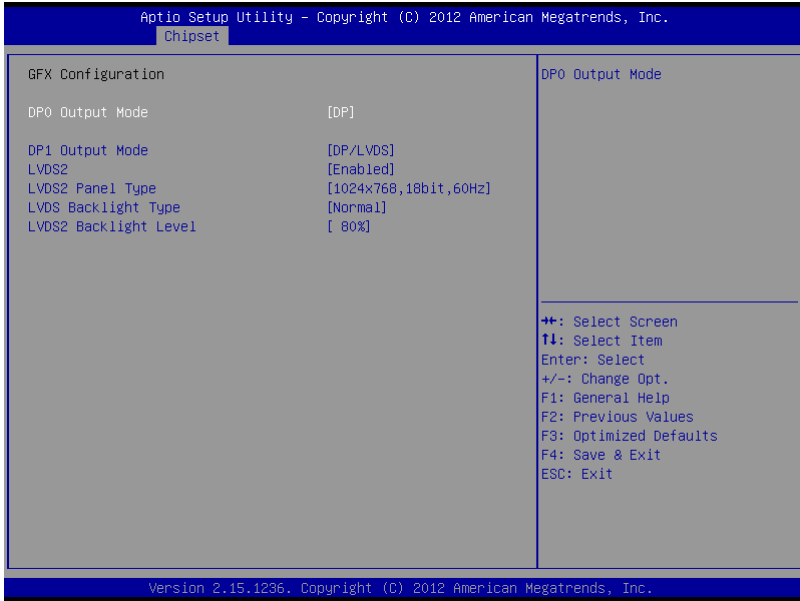 Aptio Setup Utility – Copyright (C) 2012 American Megatrends, Inc.
Chipset
GFX Configuration
DP0 Output Mode [DP]
DP1 Output Mode [DP/LVDS]
LVDS2 [Enabled]
LVDS2 Panel Type [1024x768,18bit,60Hz]
LVDS Backlight Type [Normal]
LVDS2 Backlight Level [ 80%]
DP0 Output Mode
→←: Select Screen
↑↓: Select Item
Enter: Select
+/-: Change Opt.
F1: General Help
F2: Previous Values
F3: Optimized Defaults
F4: Save & Exit
ESC: Exit
Version 2.15.1236. Copyright (C) 2012 American Megatrends, Inc.